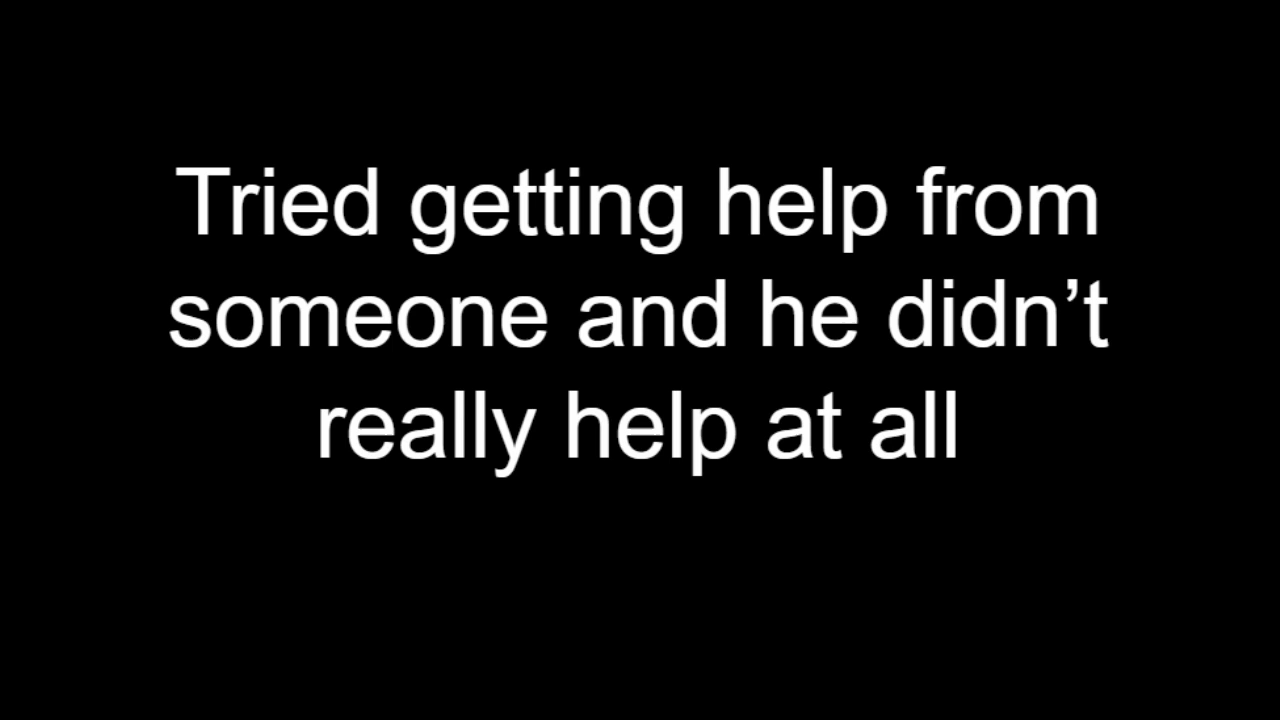 Tried getting help from
someone and he didn’t
really help at all